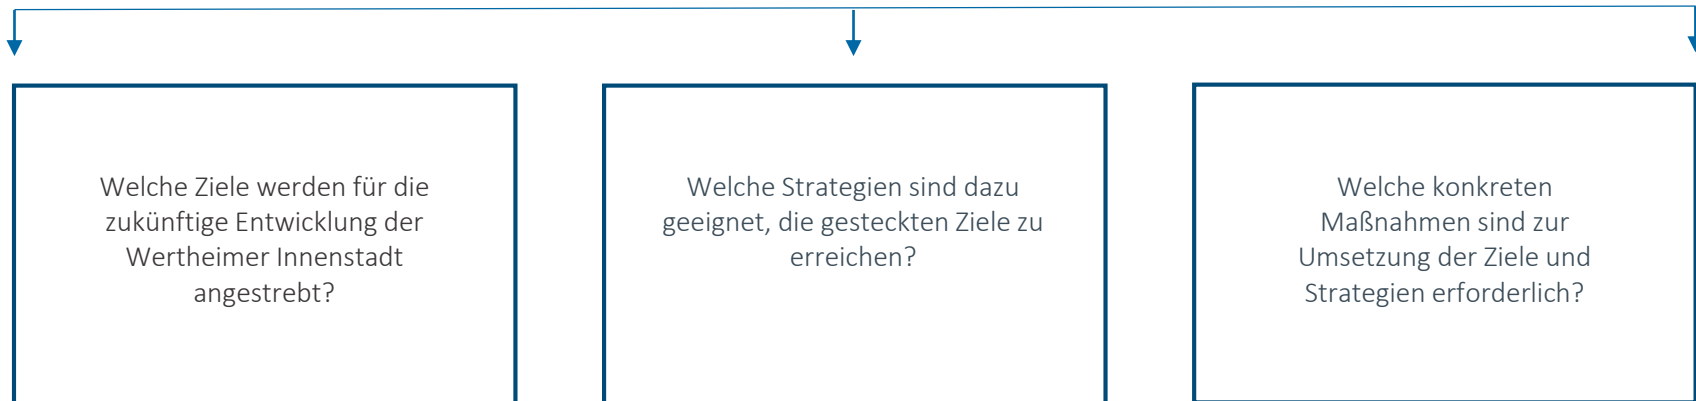 Welche Ziele werden für die
zukünftige Entwicklung der
Wertheimer Innenstadt
angestrebt?
Welche Strategien sind dazu
geeignet, die gesteckten Ziele zu
erreichen?
Welche konkreten
Maßnahmen sind zur
Umsetzung der Ziele und
Strategien erforderlich?